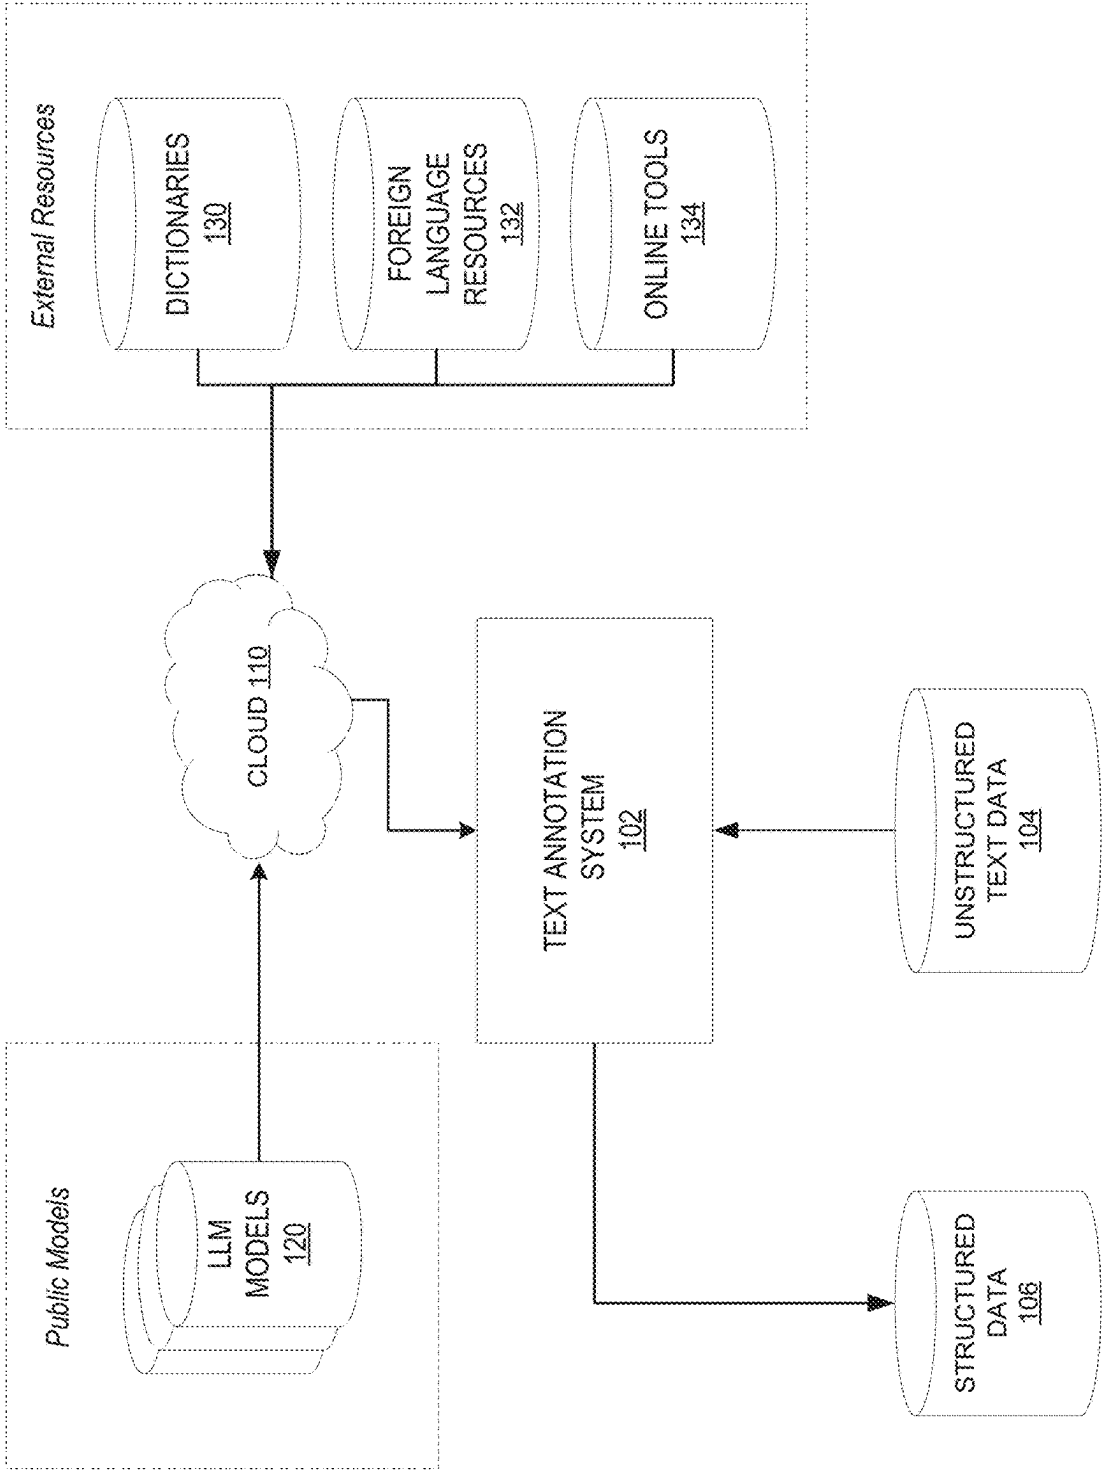 Public Models
LLM
MODELS
120
CLOUD 110
External Resources
DICTIONARIES
130
FOREIGN
LANGUAGE
RESOURCES
132
ONLINE TOOLS
134
TEXT ANNOTATION
SYSTEM
102
STRUCTURED
DATA
106
UNSTRUCTURED
TEXT DATA
104